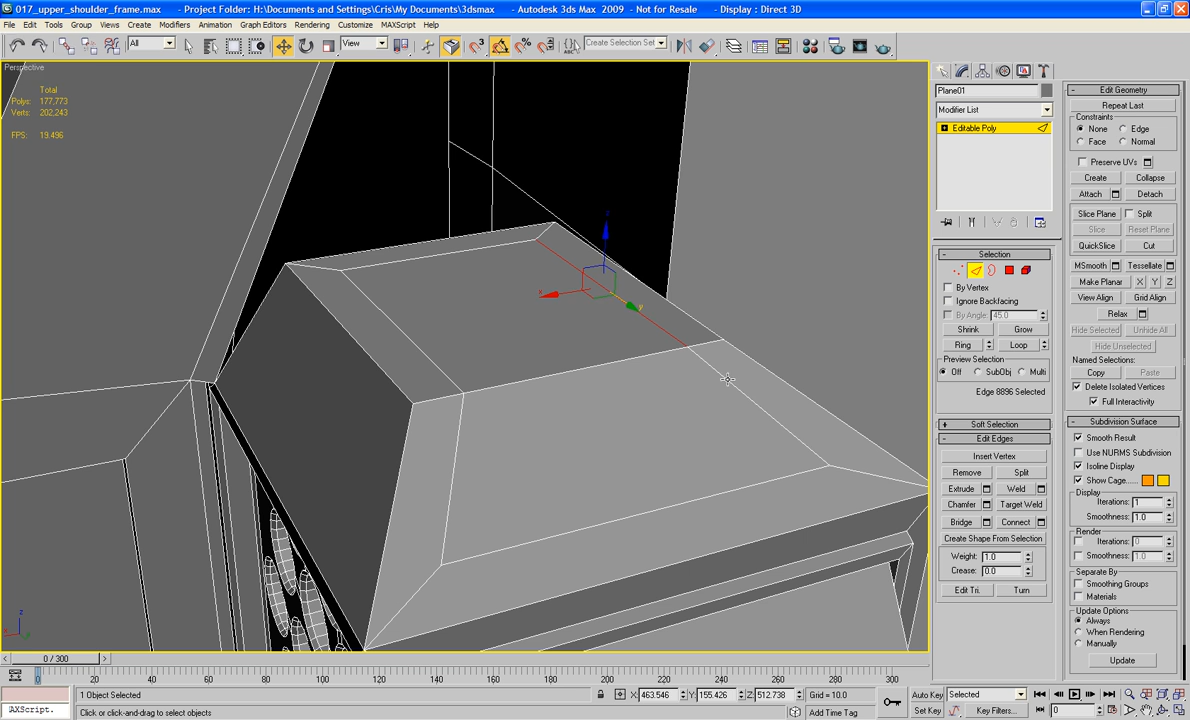 017_upper_shoulder_frame.max - Project Folder: H:\Documents and Settings\Cris\My Documents\3dsmax - Autodesk 3ds Max 2009 - Not for Resale - Display : Direct 3D
File Edit Tools Group Views Create Modifiers Animation Graph Editors Rendering Customize MAXScript Help
All View Create Selection Set
Perspective
Total
Polys: 177,773
Verts: 202,243
FPS: 19.496
x
z
Plane01
Modifier List
Editable Poly
Selection
By Vertex
Ignore Backfacing
By Angle: 45.0
Shrink Grow
Ring Loop
Preview Selection
Off SubObj Multi
Edge 8896 Selected
Soft Selection
Edit Edges
Insert Vertex
Remove Split
Extrude Weld
Chamfer Target Weld
Bridge Connect
Create Shape From Selection
Weight: 1.0
Crease: 0.0
Edit Tri. Turn
Edit Geometry
Repeat Last
Constraints
None Edge
Face Normal
Preserve UVs
Create Collapse
Attach Detach
Slice Plane Split
Slice Reset Plane
QuickSlice Cut
MSmooth Tessellate
Make Planar X Y Z
View Align Grid Align
Relax
Hide Selected Unhide All
Hide Unselected
Named Selections:
Copy Paste
Delete Isolated Vertices
Full Interactivity
Subdivision Surface
Smooth Result
Use NURMS Subdivision
Isoline Display
Show Cage......
Display
Iterations: 1
Smoothness: 1.0
Render
Iterations: 0
Smoothness: 1.0
Separate By
Smoothing Groups
Materials
Update Options
Always
When Rendering
Manually
Update
0 / 300
0 20 40 60 80 100 120 140 160 180 200 220 240 260 280 300
1 Object Selected X: 463.546 Y: 155.426 Z: 512.738 Grid = 10.0 Auto Key Selected
AXScript. Click or click-and-drag to select objects Add Time Tag Set Key Key Filters... 0